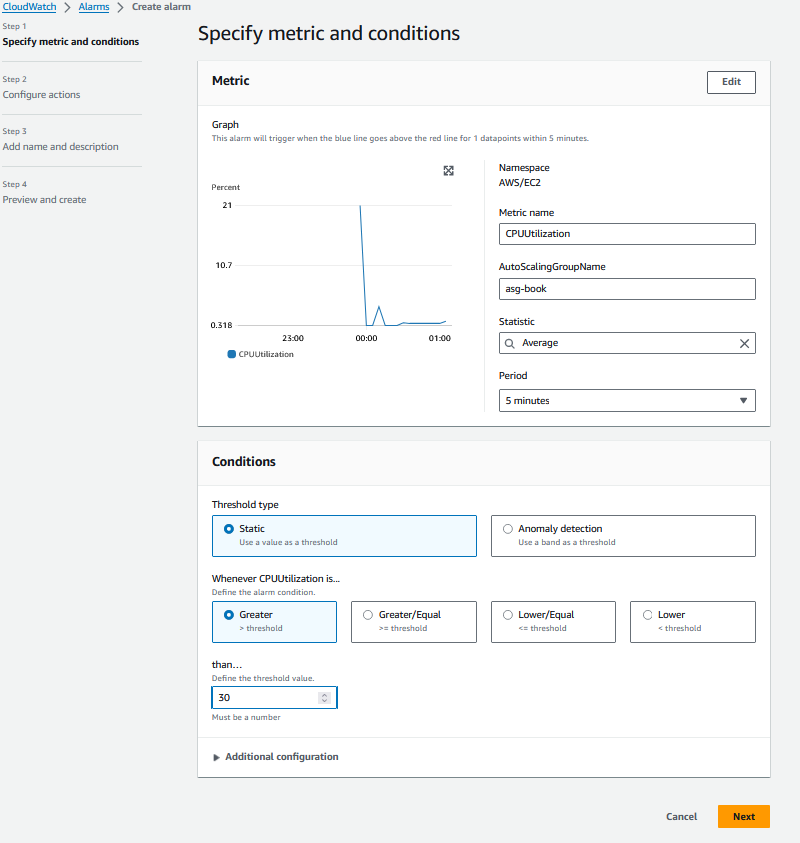 CloudWatch > Alarms > Create alarm
Step 1
Specify metric and conditions
Step 2
Configure actions
Step 3
Add name and description
Step 4
Preview and create
Specify metric and conditions
Metric
Edit
Graph
This alarm will trigger when the blue line goes above the red line for 1 datapoints within 5 minutes.
Percent
21
10.7
0.318
23:00 00:00 01:00
CPUUtilization
Namespace
AWS/EC2
Metric name
CPUUtilization
AutoScalingGroupName
asg-book
Statistic
Average
Period
5 minutes
Conditions
Threshold type
Static
Use a value as a threshold
Anomaly detection
Use a band as a threshold
Whenever CPUUtilization is...
Define the alarm condition.
Greater
> threshold
Greater/Equal
>= threshold
Lower/Equal
<= threshold
Lower
< threshold
than...
Define the threshold value.
30
Must be a number
Additional configuration
Cancel
Next